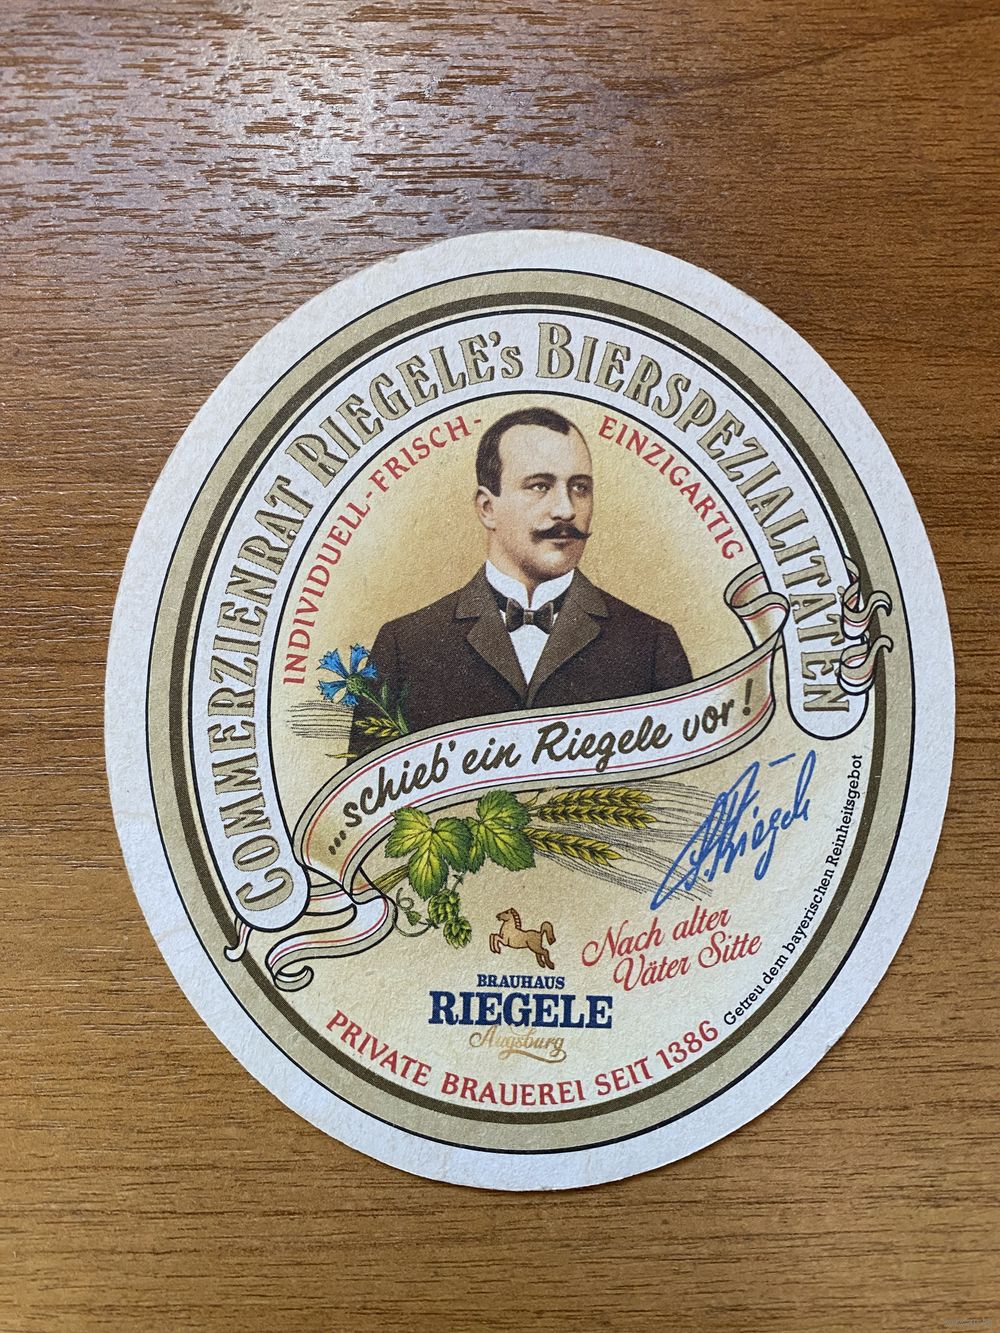 COMMERZIENRAT RIEGELE's BIERSPEZIALITÄTEN
INDIVIDUELL-FRISCH-EINZIGARTIG
...schieb' ein Riegele vor!
S. Riegele
Nach alter
Väter Sitte
BRAUHAUS
RIEGELE
Augsburg
PRIVATE BRAUEREI SEIT 1386
Getreu dem bayerischen Reinheitsgebot